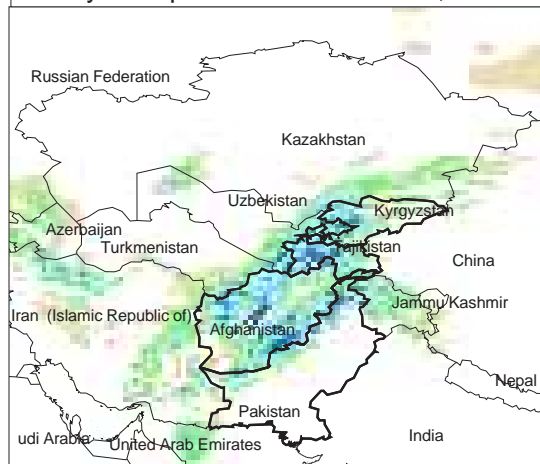 Russian Federation
Kazakhstan
Uzbekistan
Kyrgyzstan
Azerbaijan
Turkmenistan
Tajikistan
China
Jammu Kashmir
Iran (Islamic Republic of)
Afghanistan
Nepal
Pakistan
udi Arabia
United Arab Emirates
India